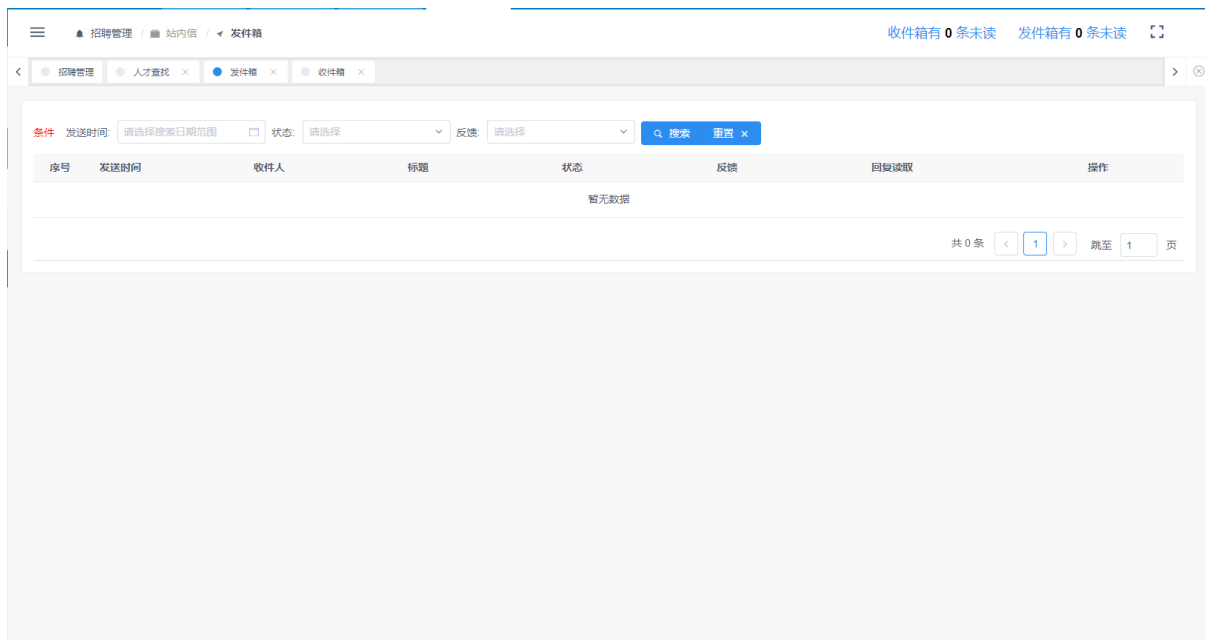 招聘管理 / 站内信 / 发件箱 收件箱有 0 条未读 发件箱有 0 条未读
招聘管理 人才查找 发件箱 收件箱
条件 发送时间: 请选择搜索日期范围 状态: 请选择 反馈: 请选择 搜索 重置
序号 发送时间 收件人 标题 状态 反馈 回复读取 操作
暂无数据
共 0 条 1 跳至 1 页